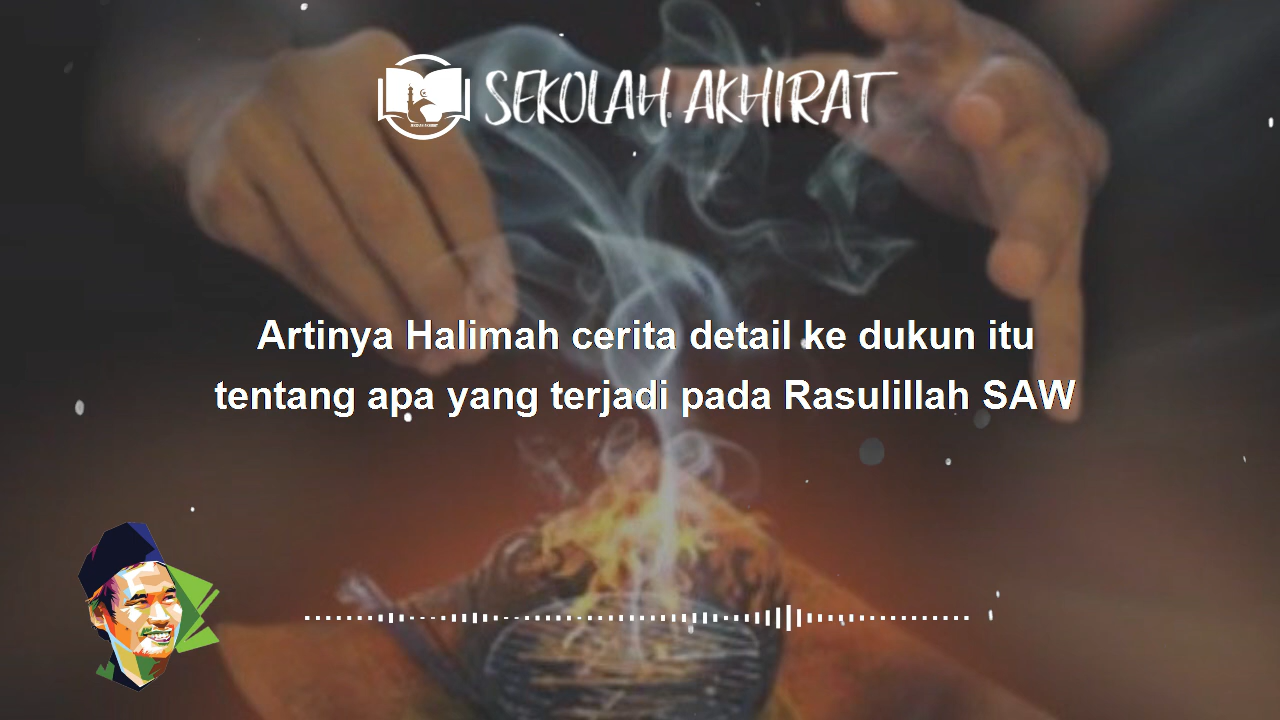 SEKOLAH AKHIRAT
Artinya Halimah cerita detail ke dukun itu
tentang apa yang terjadi pada Rasulillah SAW